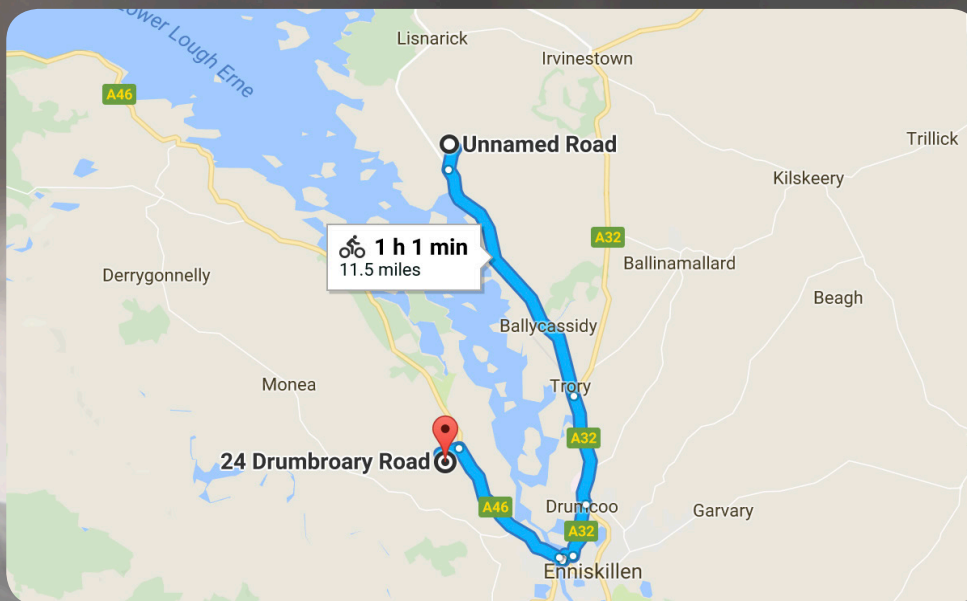 Lower Lough Erne
Lisnarick
Irvinestown
A46
Unnamed Road
Trillick
Kilskeery
1 h 1 min
11.5 miles
A32
Ballinamallard
Derrygonnelly
Beagh
Ballycassidy
Monea
Trory
A32
24 Drumbroary Road
A46
Drumcoo
Garvary
A32
Enniskillen